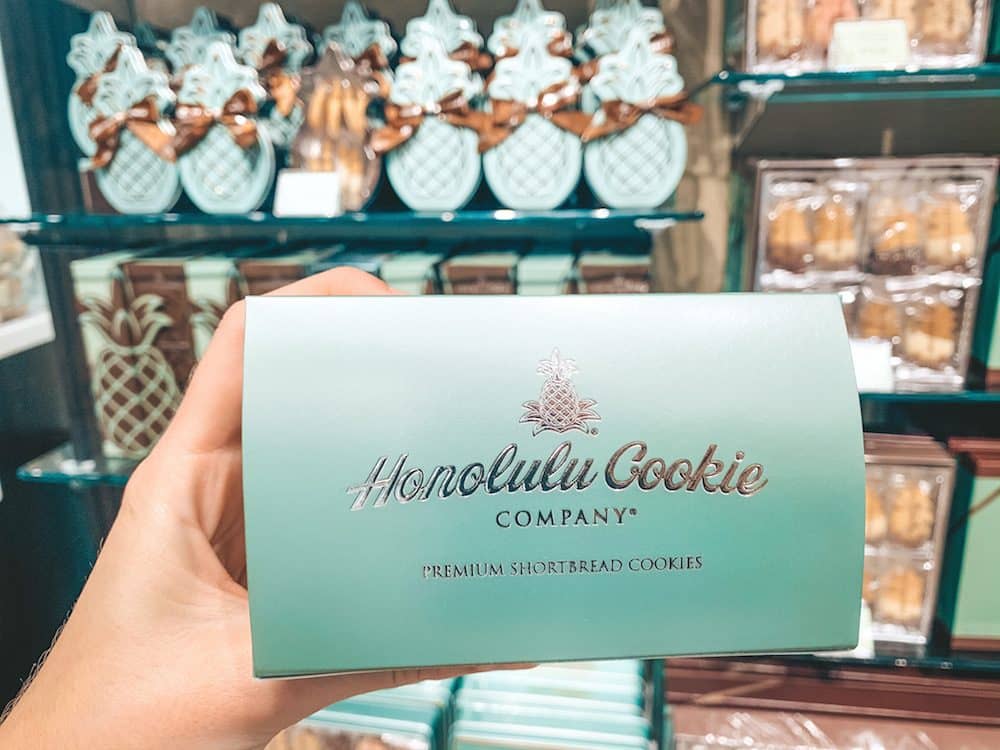 Honolulu Cookie
COMPANY®
PREMIUM SHORTBREAD COOKIES